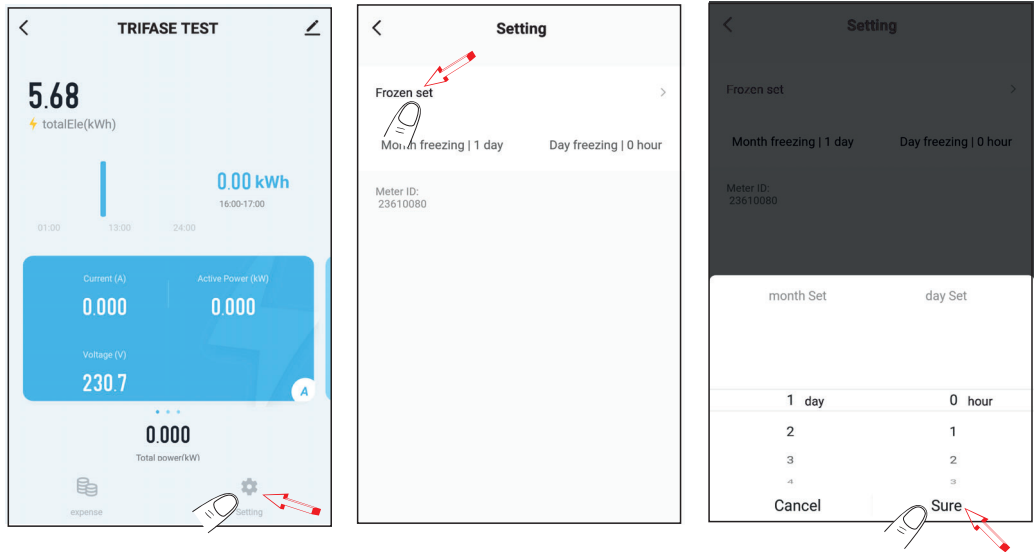 TRIFASE TEST
5.68
totalEle(kWh)
0.00 kWh
16:00-17:00
01:00 13:00 24:00
Current (A) Active Power (kW)
0.000 0.000
Voltage (V)
230.7
A
0.000
Total power(kW)
expense Setting
Setting
Frozen set
Month freezing | 1 day Day freezing | 0 hour
Meter ID:
23610080
Setting
Frozen set
Month freezing | 1 day Day freezing | 0 hour
Meter ID:
23610080
month Set day Set
1 day 0 hour
2 1
3 2
4 3
Cancel Sure